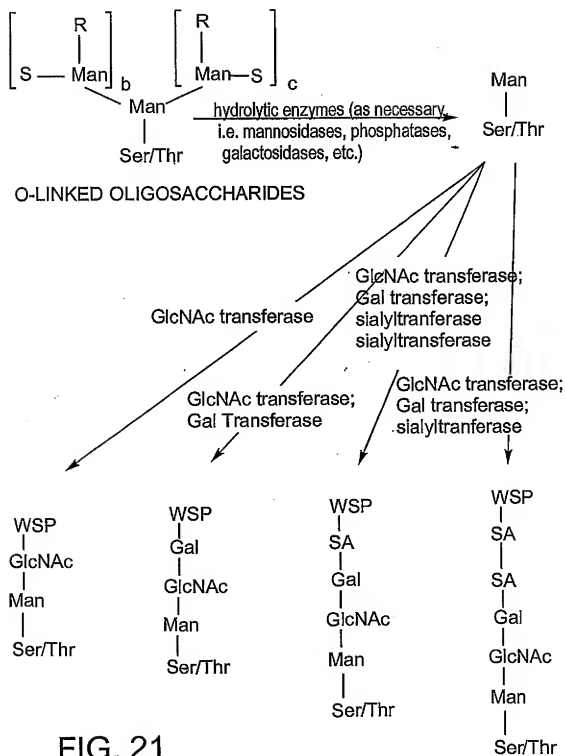 R
R
S Man b
Man S c
Man
Ser/Thr
hydrolytic enzymes (as necessary,
i.e. mannosidases, phosphatases,
galactosidases, etc.)
Man
Ser/Thr
O-LINKED OLIGOSACCHARIDES
GlcNAc transferase
GlcNAc transferase;
Gal Transferase
GlcNAc transferase;
Gal transferase;
sialyltranferase
sialyltransferase
GlcNAc transferase;
Gal transferase;
sialyltranferase
WSP
GlcNAc
Man
Ser/Thr
WSP
Gal
GlcNAc
Man
Ser/Thr
WSP
SA
Gal
GlcNAc
Man
Ser/Thr
WSP
SA
SA
Gal
GlcNAc
Man
Ser/Thr
FIG. 21